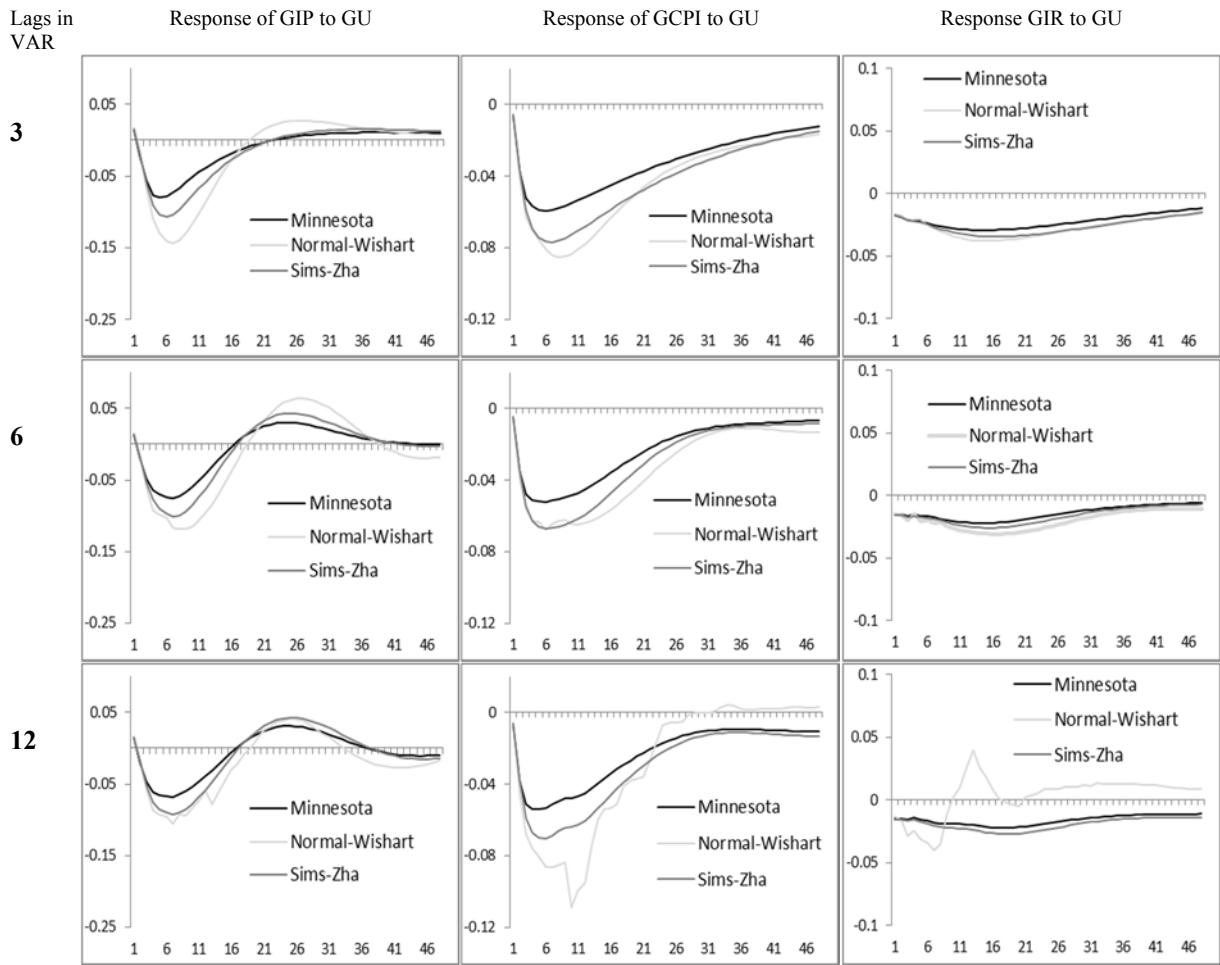 Lags in
VAR
Response of GIP to GU
Response of GCPI to GU
Response GIR to GU
3
0.05
-0.05
-0.15
-0.25
Minnesota
Normal-Wishart
Sims-Zha
1 6 11 16 21 26 31 36 41 46
0
-0.04
-0.08
-0.12
Minnesota
Normal-Wishart
Sims-Zha
1 6 11 16 21 26 31 36 41 46
0.1
0.05
0
-0.05
-0.1
Minnesota
Normal-Wishart
Sims-Zha
1 6 11 16 21 26 31 36 41 46
6
0.05
-0.05
-0.15
-0.25
Minnesota
Normal-Wishart
Sims-Zha
1 6 11 16 21 26 31 36 41 46
0
-0.04
-0.08
-0.12
Minnesota
Normal-Wishart
Sims-Zha
1 6 11 16 21 26 31 36 41 46
0.1
0.05
0
-0.05
-0.1
Minnesota
Normal-Wishart
Sims-Zha
1 6 11 16 21 26 31 36 41 46
12
0.05
-0.05
-0.15
-0.25
Minnesota
Normal-Wishart
Sims-Zha
1 6 11 16 21 26 31 36 41 46
0
-0.04
-0.08
-0.12
Minnesota
Normal-Wishart
Sims-Zha
1 6 11 16 21 26 31 36 41 46
0.1
0.05
0
-0.05
-0.1
Minnesota
Normal-Wishart
Sims-Zha
1 6 11 16 21 26 31 36 41 46